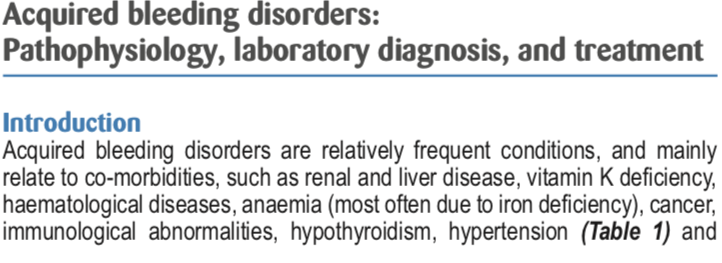 Acquired bleeding disorders:
Pathophysiology, laboratory diagnosis, and treatment
Introduction
Acquired bleeding disorders are relatively frequent conditions, and mainly
relate to co-morbidities, such as renal and liver disease, vitamin K deficiency,
haematological diseases, anaemia (most often due to iron deficiency), cancer,
immunological abnormalities, hypothyroidism, hypertension (Table 1) and